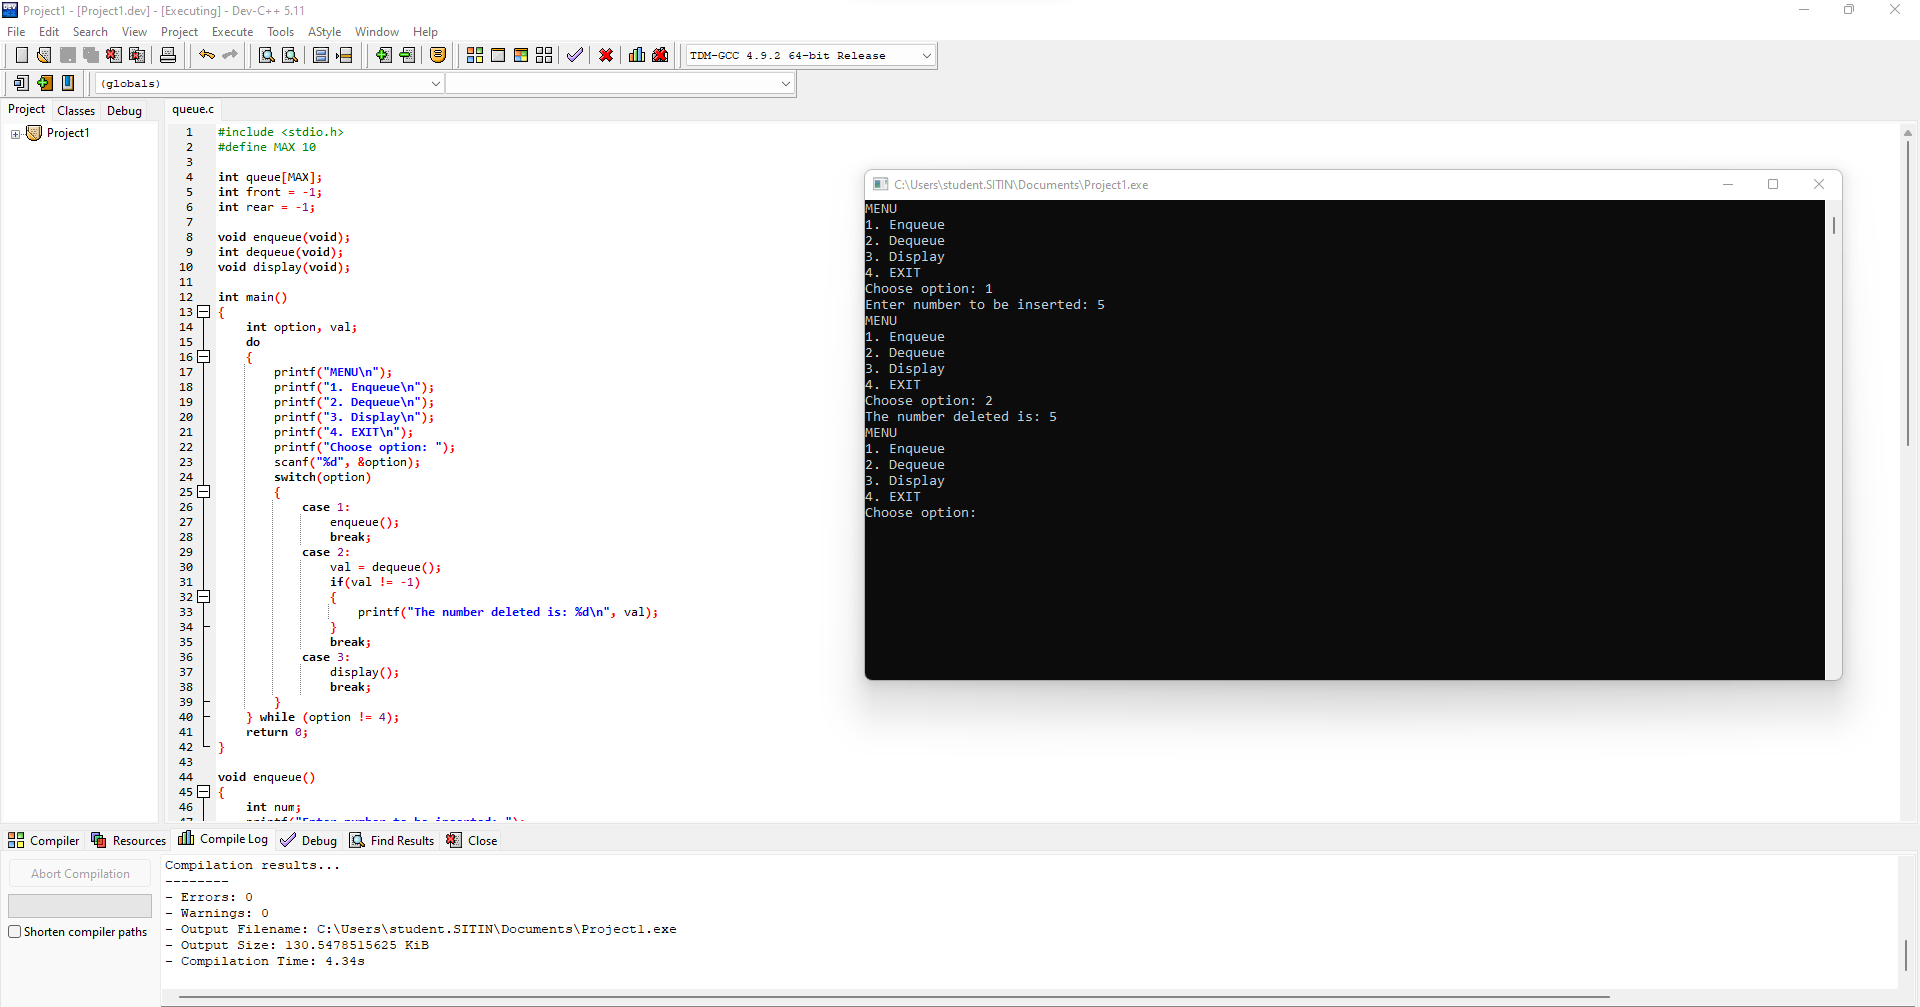 Project1 - [Project1.dev] - [Executing] - Dev-C++ 5.11
File Edit Search View Project Execute Tools AStyle Window Help
TDM-GCC 4.9.2 64-bit Release
(globals)
Project Classes Debug
Project1
queue.c
1 #include <stdio.h>
2 #define MAX 10
3
4 int queue[MAX];
5 int front = -1;
6 int rear = -1;
7
8 void enqueue(void);
9 int dequeue(void);
10 void display(void);
11
12 int main()
13 {
14 int option, val;
15 do
16 {
17 printf("MENU\n");
18 printf("1. Enqueue\n");
19 printf("2. Dequeue\n");
20 printf("3. Display\n");
21 printf("4. EXIT\n");
22 printf("Choose option: ");
23 scanf("%d", &option);
24 switch(option)
25 {
26 case 1:
27 enqueue();
28 break;
29 case 2:
30 val = dequeue();
31 if(val != -1)
32 {
33 printf("The number deleted is: %d\n", val);
34 }
35 break;
36 case 3:
37 display();
38 break;
39 }
40 } while (option != 4);
41 return 0;
42 }
43
44 void enqueue()
45 {
46 int num;
47 printf("Enter number to be inserted: ");
C:\Users\student.SITIN\Documents\Project1.exe
MENU
1. Enqueue
2. Dequeue
3. Display
4. EXIT
Choose option: 1
Enter number to be inserted: 5
MENU
1. Enqueue
2. Dequeue
3. Display
4. EXIT
Choose option: 2
The number deleted is: 5
MENU
1. Enqueue
2. Dequeue
3. Display
4. EXIT
Choose option:
Compiler Resources Compile Log Debug Find Results Close
Abort Compilation
Shorten compiler paths
Compilation results...
--------
- Errors: 0
- Warnings: 0
- Output Filename: C:\Users\student.SITIN\Documents\Project1.exe
- Output Size: 130.5478515625 KiB
- Compilation Time: 4.34s